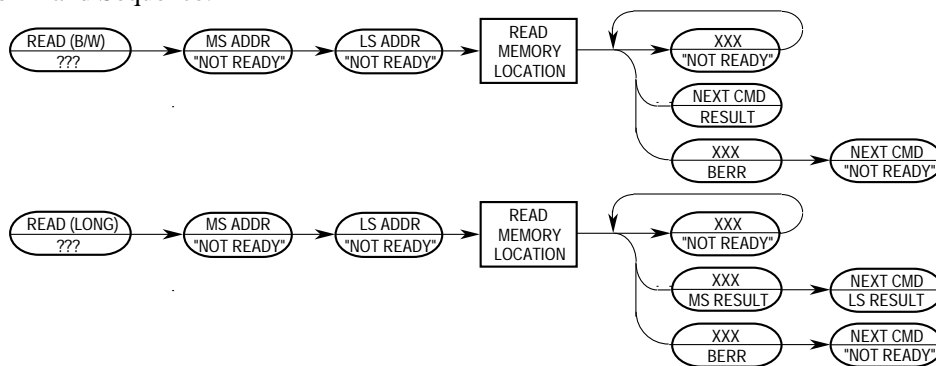 READ (B/W)
???
MS ADDR
"NOT READY"
LS ADDR
"NOT READY"
READ
MEMORY
LOCATION
XXX
"NOT READY"
NEXT CMD
RESULT
XXX
BERR
NEXT CMD
"NOT READY"
READ (LONG)
???
MS ADDR
"NOT READY"
LS ADDR
"NOT READY"
READ
MEMORY
LOCATION
XXX
"NOT READY"
XXX
MS RESULT
NEXT CMD
LS RESULT
XXX
BERR
NEXT CMD
"NOT READY"